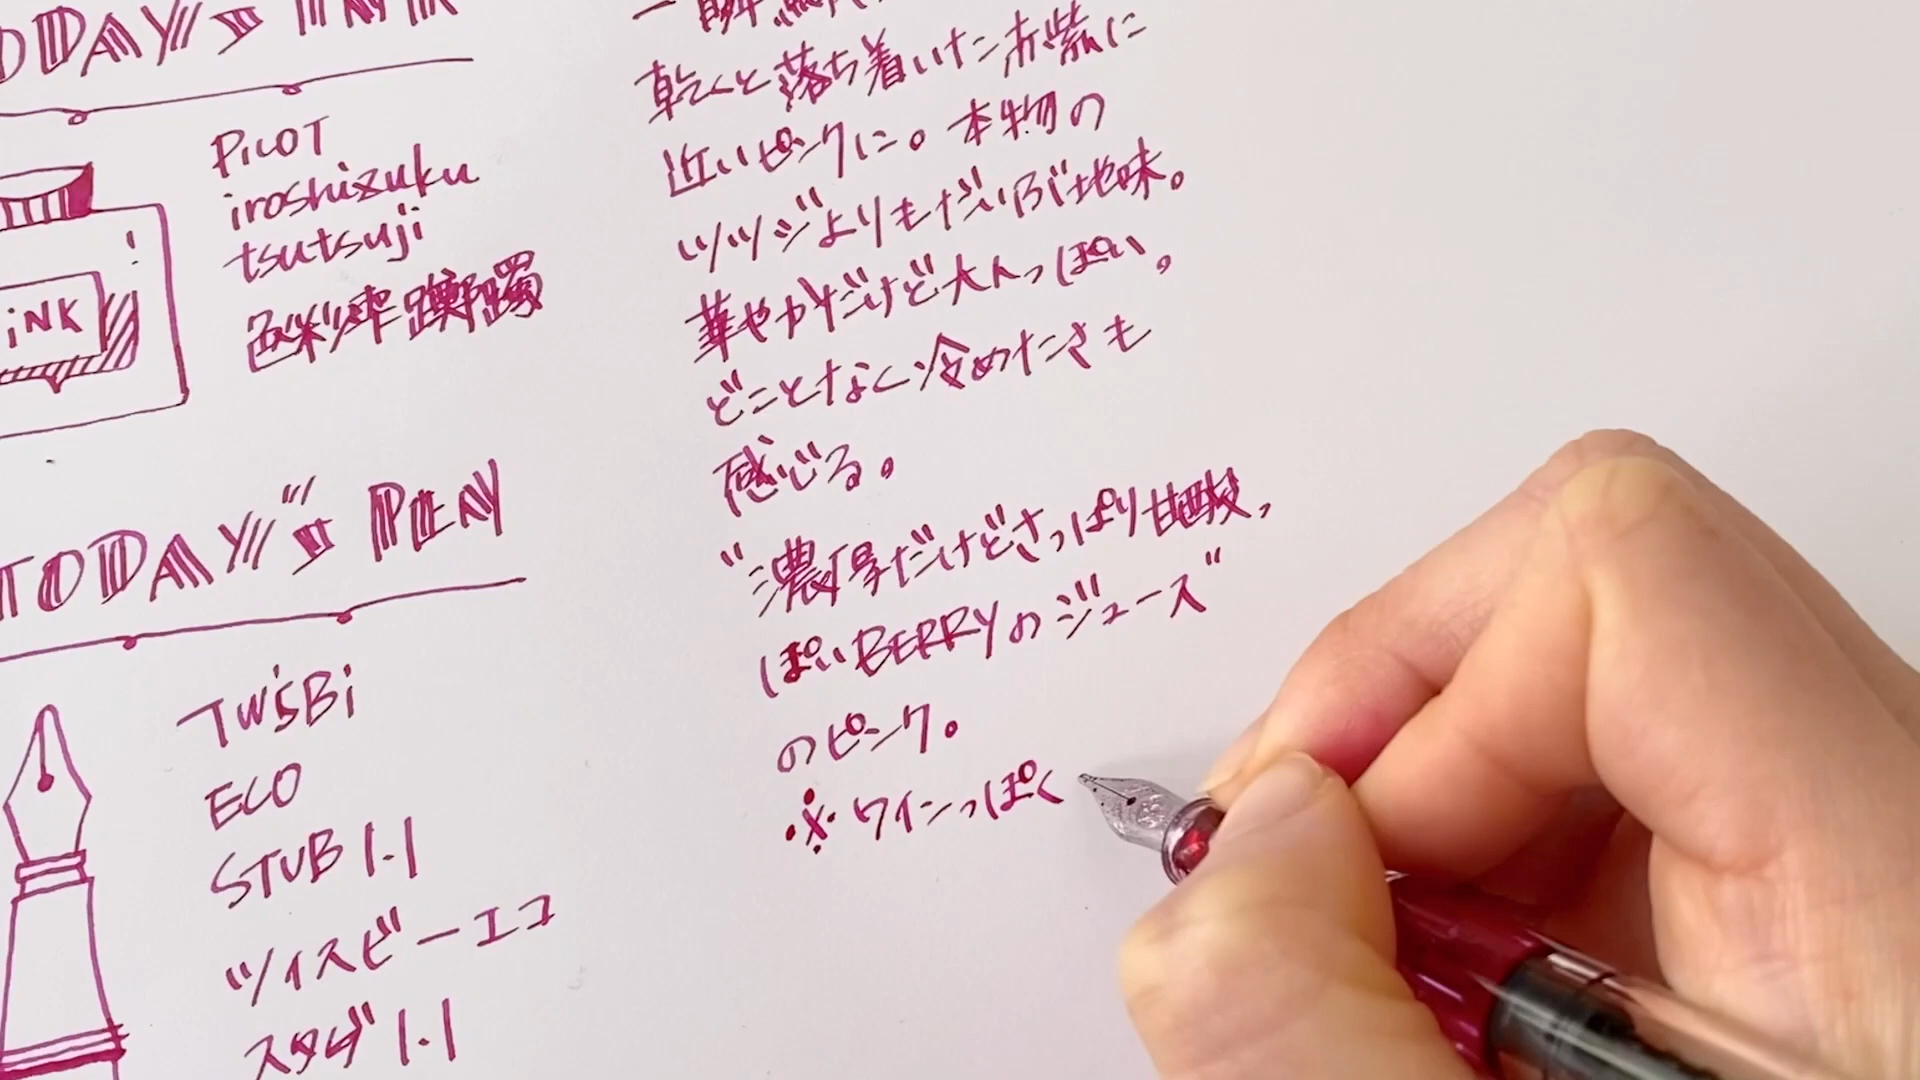 TODAY'S INK
PILOT
iroshizuku
tsutsuji
色彩雫躑躅
iNK
TODAY'S PEN
TWSBi
ECO
STUB 1.1
ツイスビーエコ
スタブ 1.1
一瞬
乾くと落ち着いた赤紫に
近いピンクに。本物の
ツツジよりもだいぶ地味。
華やかだけど大人っぽい。
どことなく冷めたさも
感じる。
"濃厚だけどさっぱり甘酸っ
ぱいBERRYのジュース"
のピンク。
※ワインっぽく